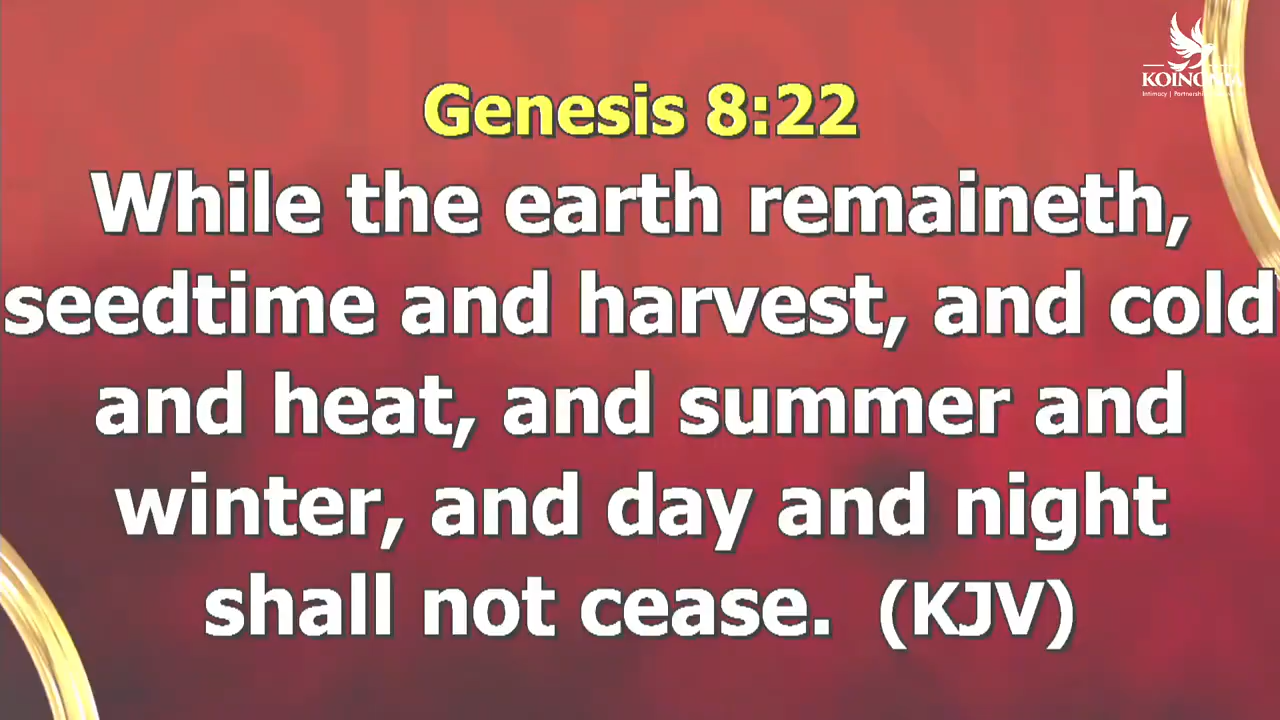 KOINONIA
Genesis 8:22
While the earth remaineth,
seedtime and harvest, and cold
and heat, and summer and
winter, and day and night
shall not cease. (KJV)
Intimacy |